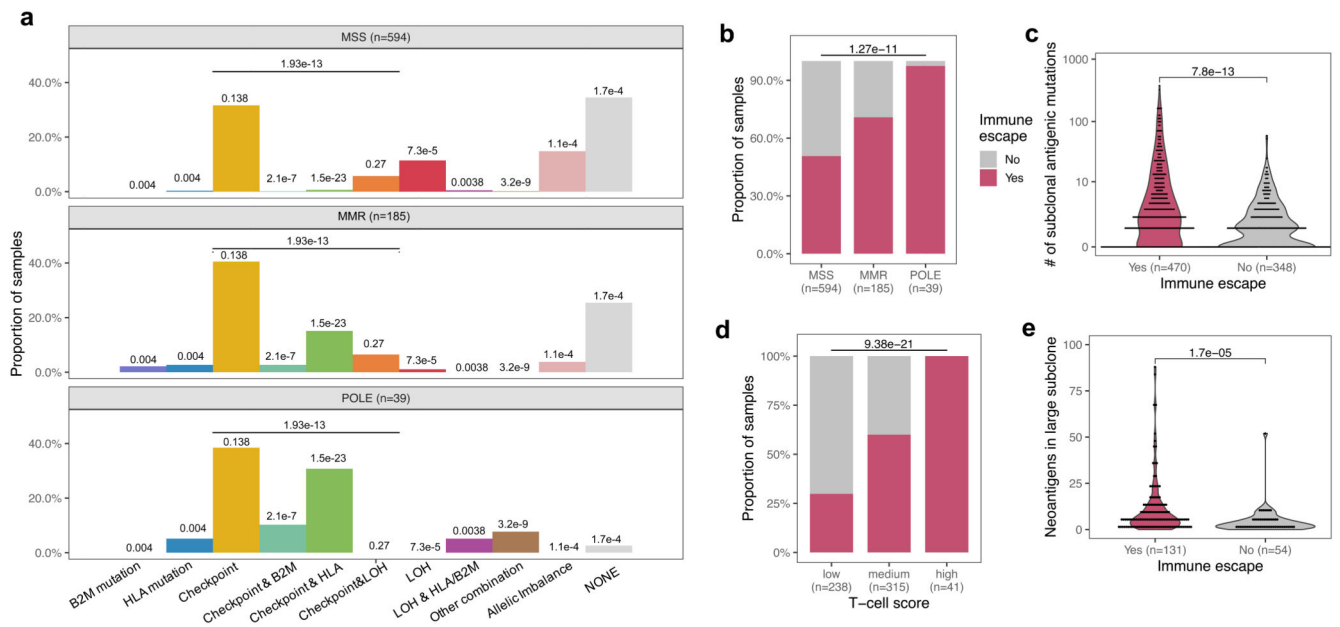 a
MSS (n=594)
Proportion of samples
40.0%
20.0%
0.0%
1.93e-13
0.004
0.004
0.138
2.1e-7
1.5e-23
0.27
7.3e-5
0.0038
3.2e-9
1.1e-4
1.7e-4
MMR (n=185)
40.0%
20.0%
0.0%
1.93e-13
0.004
0.004
0.138
2.1e-7
1.5e-23
0.27
7.3e-5
0.0038
3.2e-9
1.1e-4
1.7e-4
POLE (n=39)
40.0%
20.0%
0.0%
1.93e-13
0.004
0.004
0.138
2.1e-7
1.5e-23
0.27
7.3e-5
0.0038
3.2e-9
1.1e-4
1.7e-4
B2M mutation
HLA mutation
Checkpoint
Checkpoint & B2M
Checkpoint & HLA
Checkpoint&LOH
LOH
LOH & HLA/B2M
Other combination
Allelic Imbalance
NONE
b
Proportion of samples
1.27e-11
90.0%
60.0%
30.0%
0.0%
MSS
(n=594)
MMR
(n=185)
POLE
(n=39)
Immune
escape
No
Yes
c
# of subclonal antigenic mutations
1000
100
10
0
7.8e-13
Yes (n=470)
No (n=348)
Immune escape
d
Proportion of samples
9.38e-21
100%
75%
50%
25%
0%
low
(n=238)
medium
(n=315)
high
(n=41)
T-cell score
e
Neoantigens in large subclone
100
75
50
25
0
1.7e-05
Yes (n=131)
No (n=54)
Immune escape